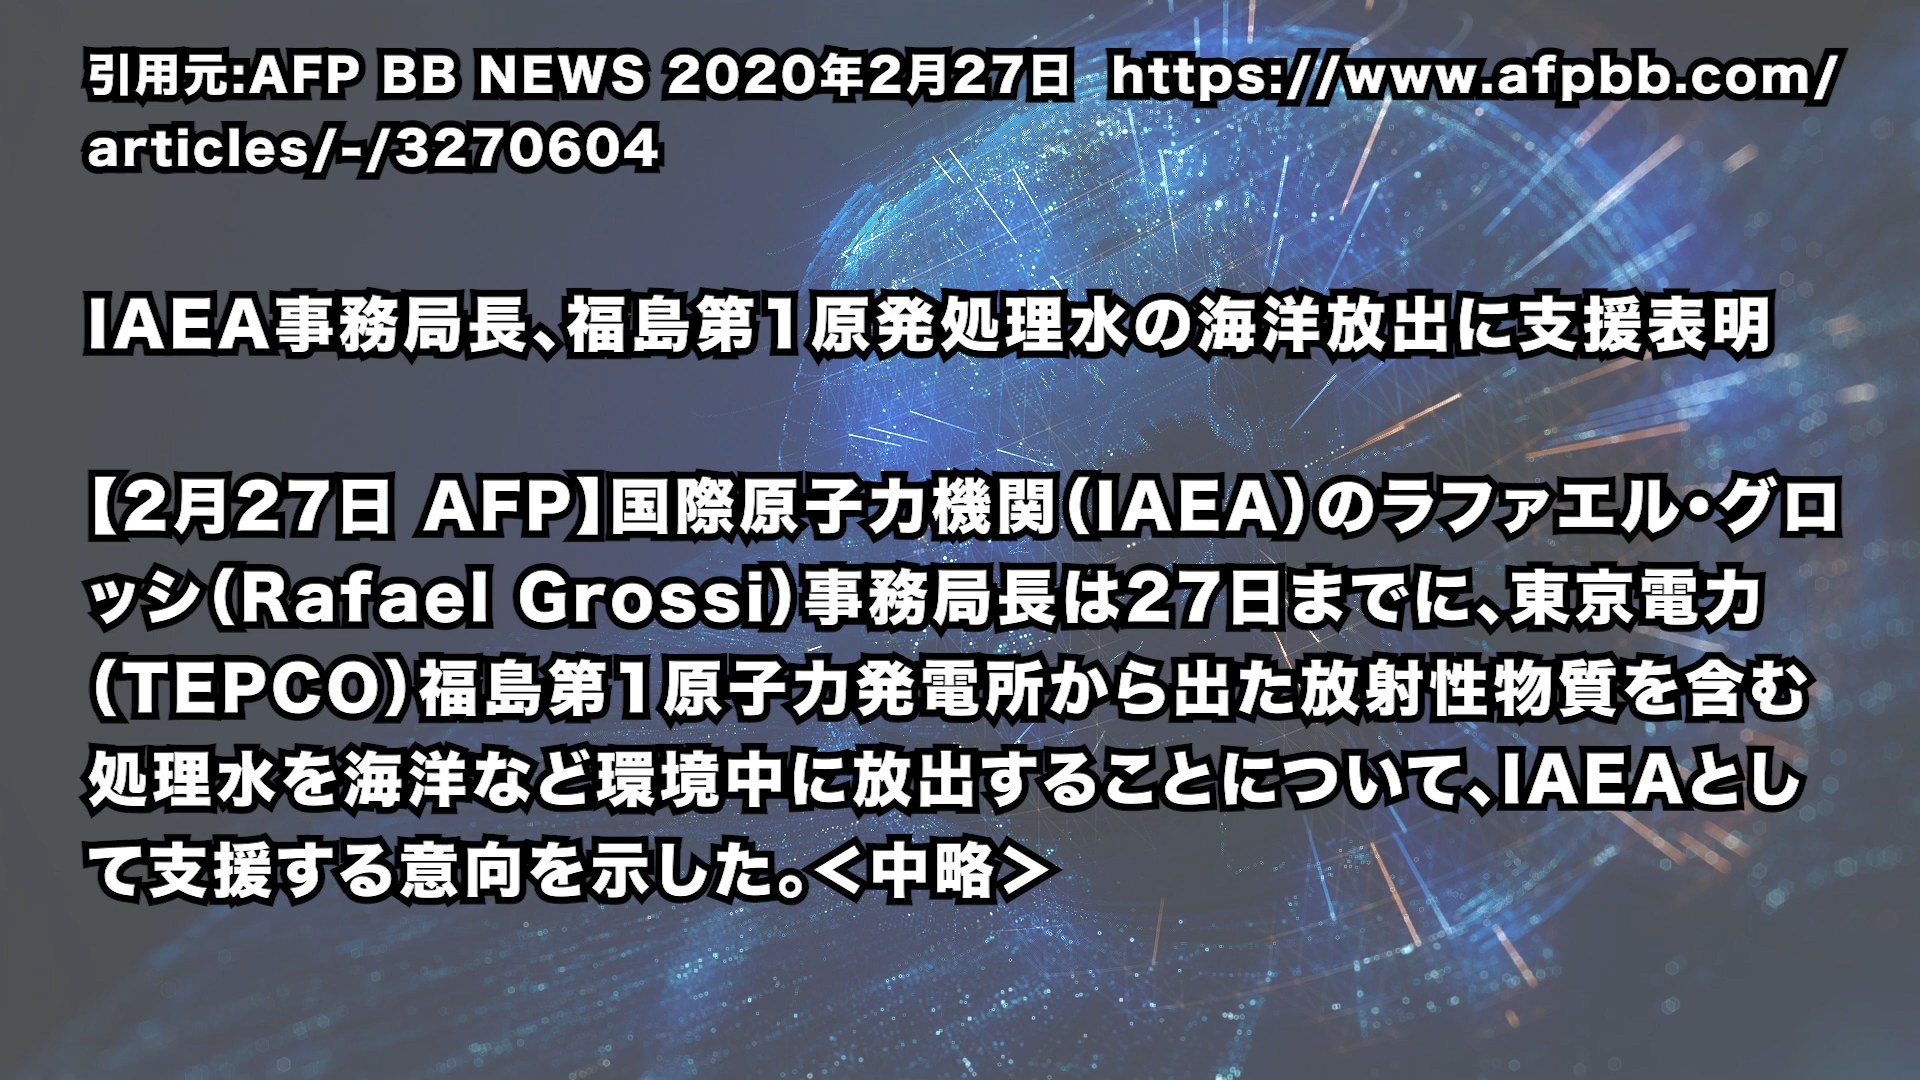 引用元:AFP BB NEWS 2020年2月27日 https://www.afpbb.com/
articles/-/3270604
IAEA事務局長、福島第1原発処理水の海洋放出に支援表明
【2月27日 AFP】国際原子力機関(IAEA)のラファエル・グロ
ッシ(Rafael Grossi)事務局長は27日までに、東京電力
(TEPCO)福島第1原子力発電所から出た放射性物質を含む
処理水を海洋など環境中に放出することについて、IAEAとし
て支援する意向を示した。<中略>